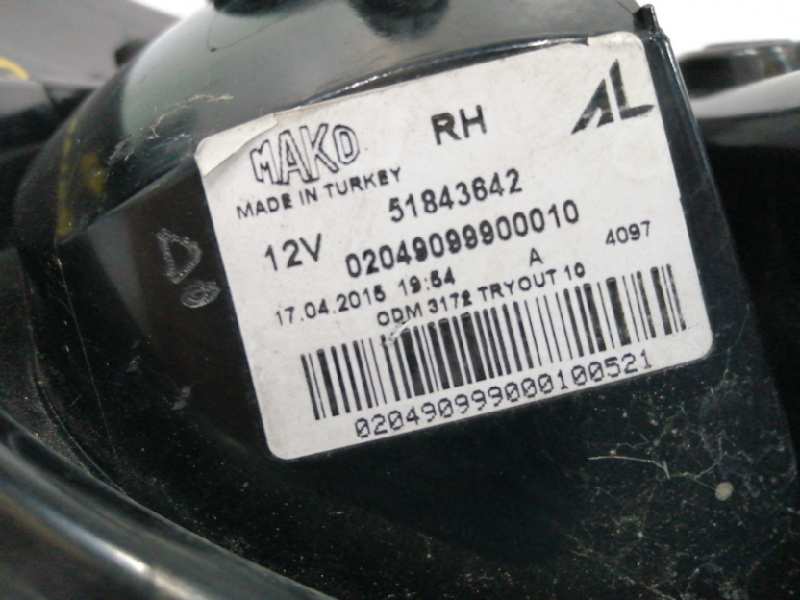 MAKO RH AL
MADE IN TURKEY
51843642
12V 02049099900010
A 4097
17.04.2015 19:54
ODM 3172 TRYOUT 10
020490999000100521
D